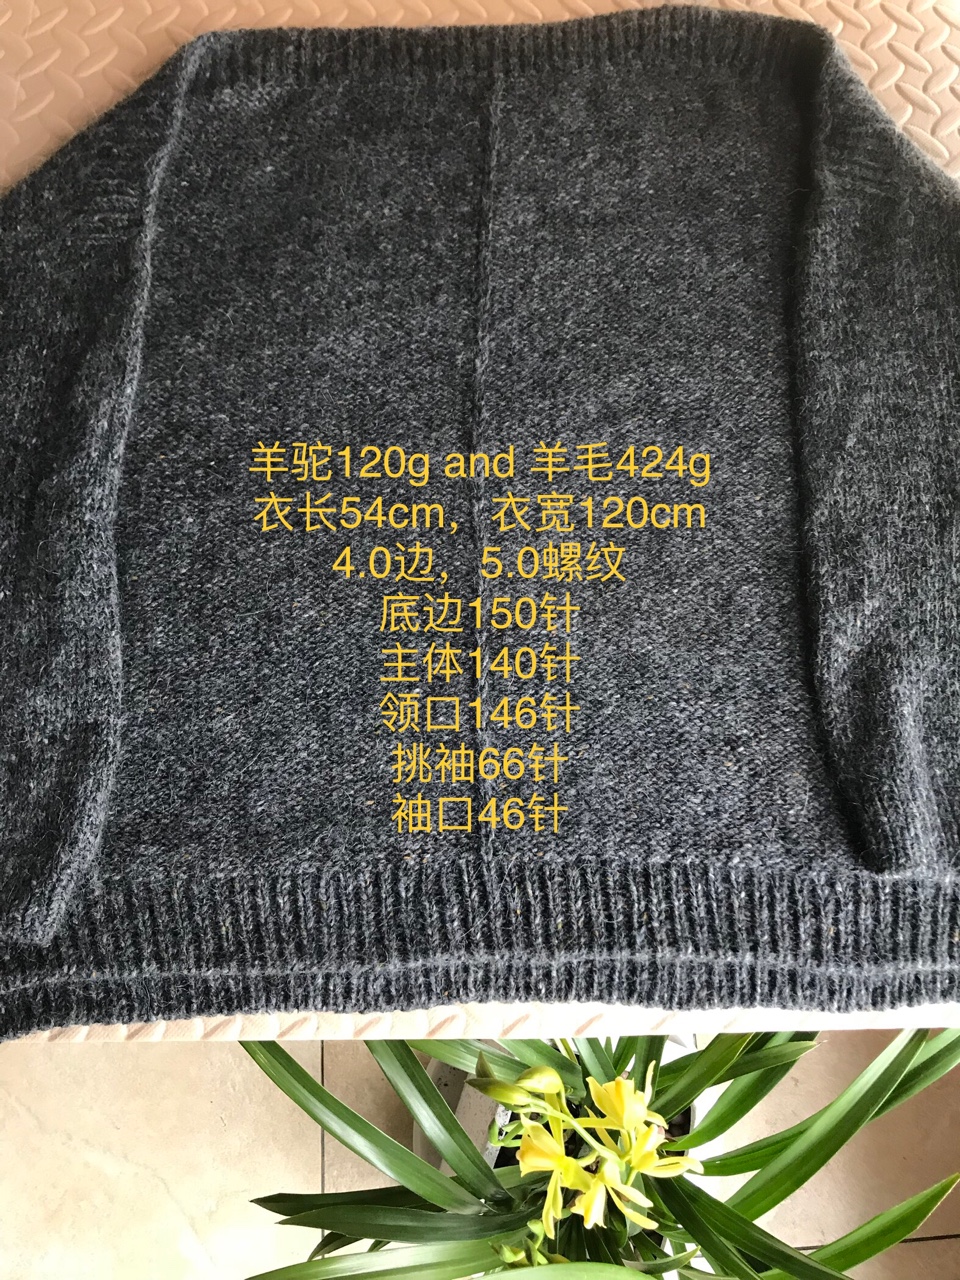 羊驼120g and 羊毛424g
衣长54cm，衣宽120cm
4.0边，5.0螺纹
底边150针
主体140针
领口146针
挑袖66针
袖口46针